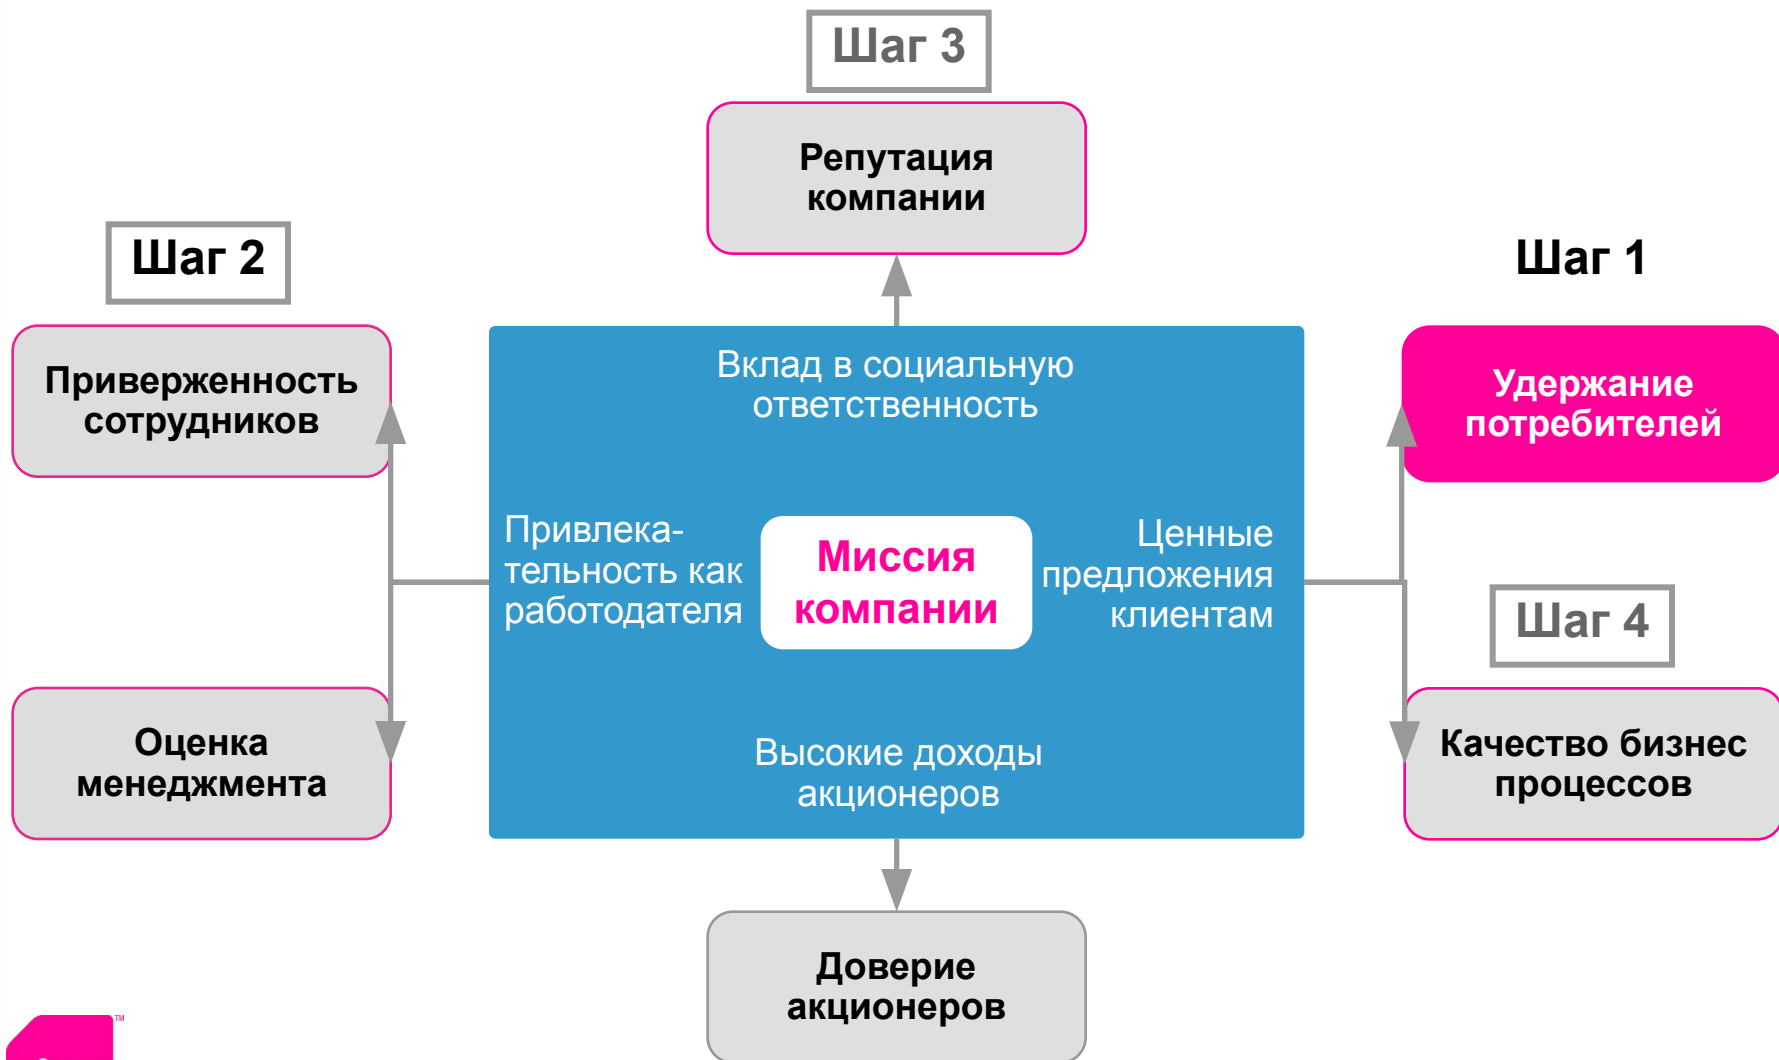 Шаг 3
Репутация
компании
Шаг 2
Шаг 1
Приверженность
сотрудников
Вклад в социальную
ответственность
Удержание
потребителей
Привлека-
тельность как
работодателя
Миссия
компании
Ценные
предложения
клиентам
Шаг 4
Оценка
менеджмента
Высокие доходы
акционеров
Качество бизнес
процессов
Доверие
акционеров
TM